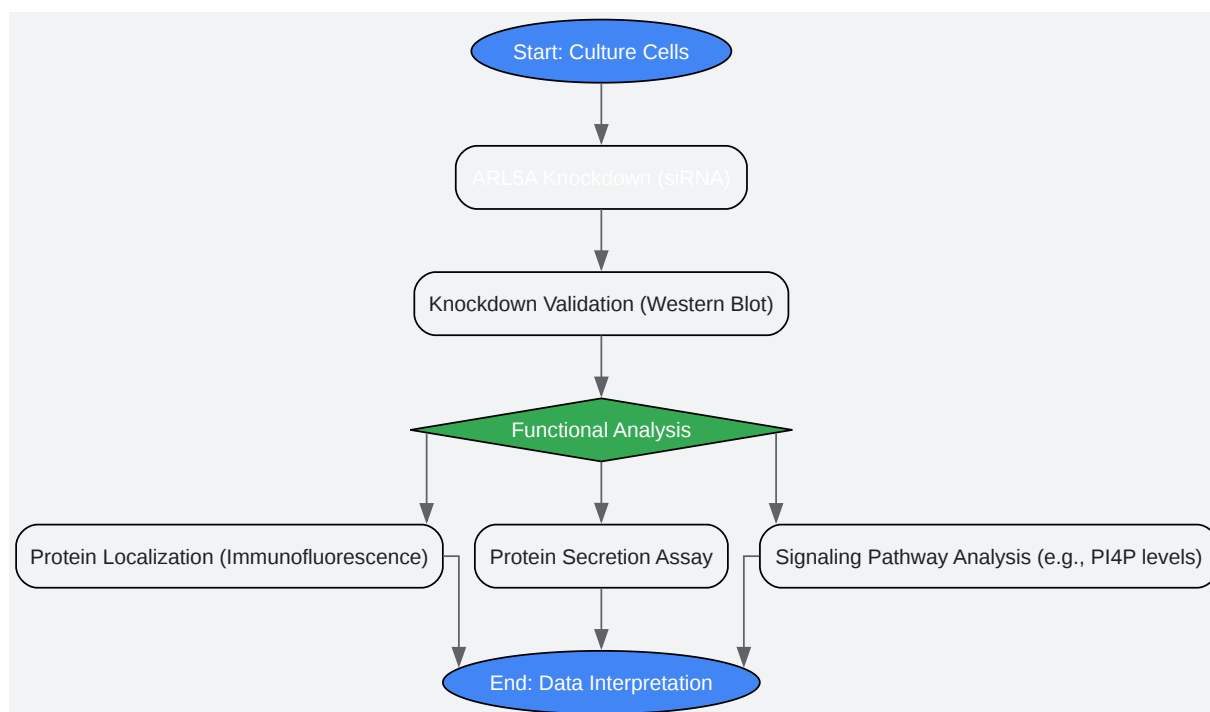 Start: Culture Cells
ARL5A Knockdown (siRNA)
Knockdown Validation (Western Blot)
Functional Analysis
Protein Localization (Immunofluorescence)
Protein Secretion Assay
Signaling Pathway Analysis (e.g., PI4P levels)
End: Data Interpretation